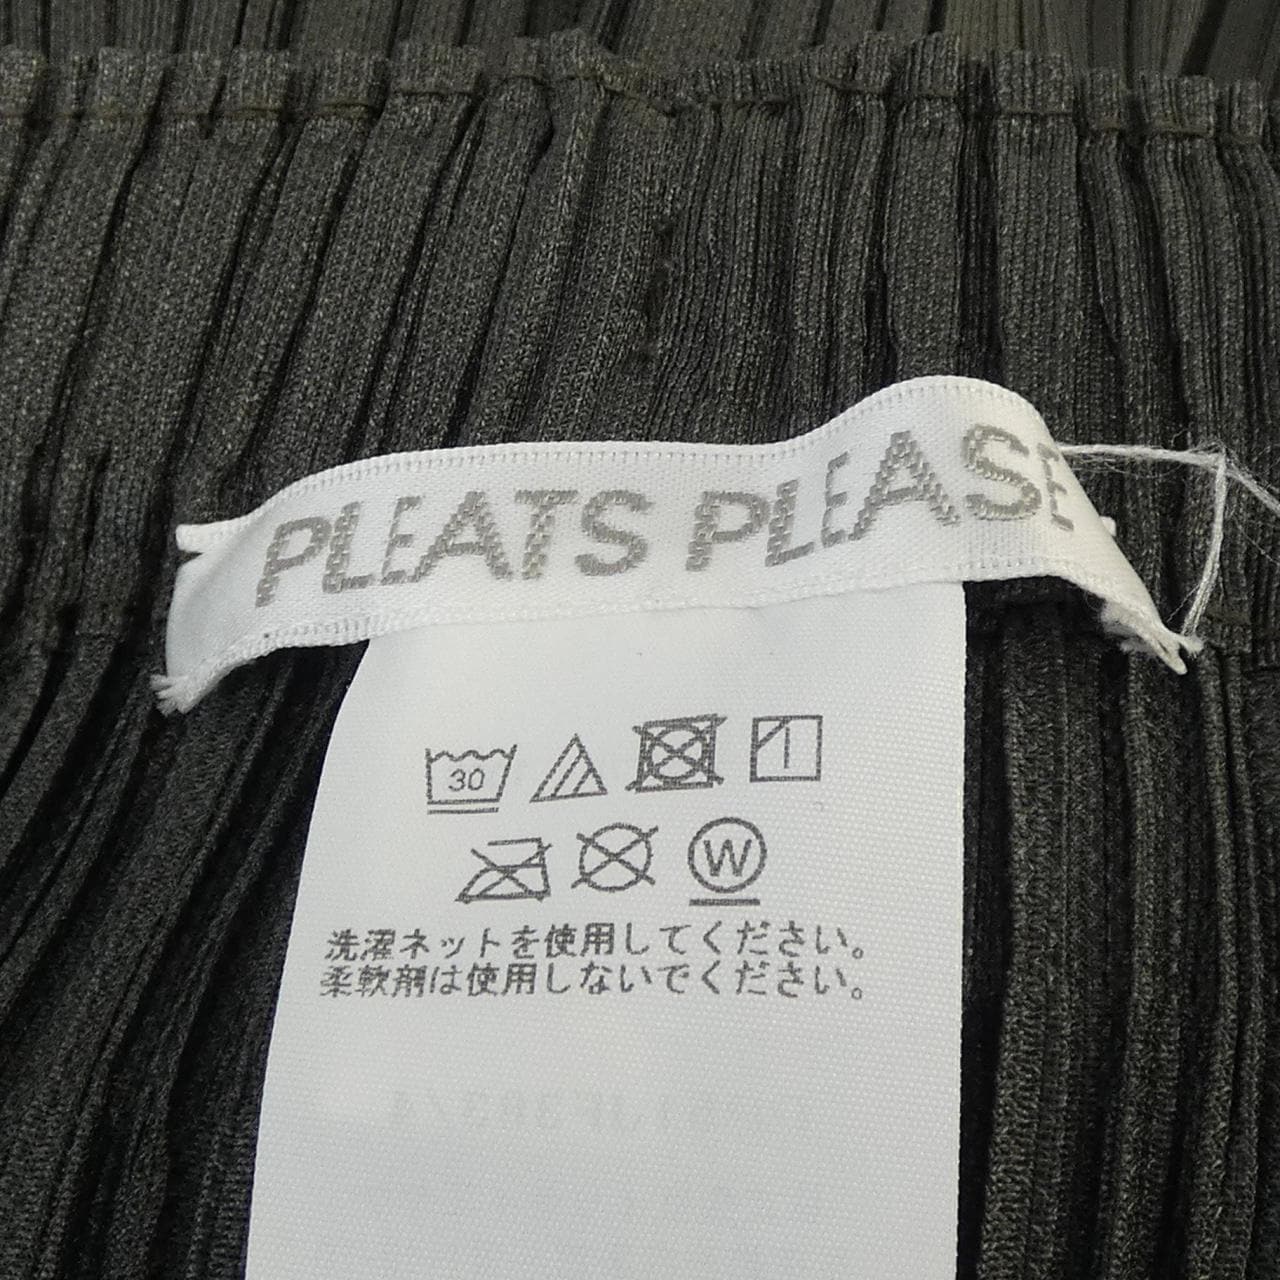 PLEATS PLEASE
30
W
洗濯ネットを使用してください。
柔軟剤は使用しないでください。